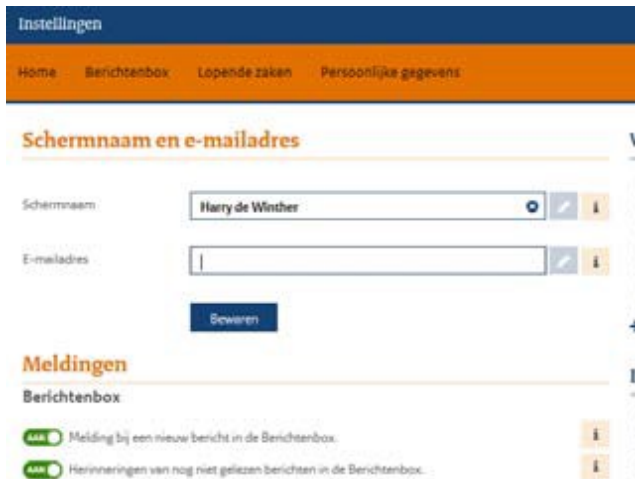 Instellingen
Home Berichtenbox Lopende zaken Persoonlijke gegevens
Schermnaam en e-mailadres
Schermnaam Harry de Winther i
E-mailadres i
Bewaren
Meldingen
Berichtenbox
AAN Melding bij een nieuw bericht in de Berichtenbox. i
AAN Herinneringen van nog niet gelezen berichten in de Berichtenbox. i